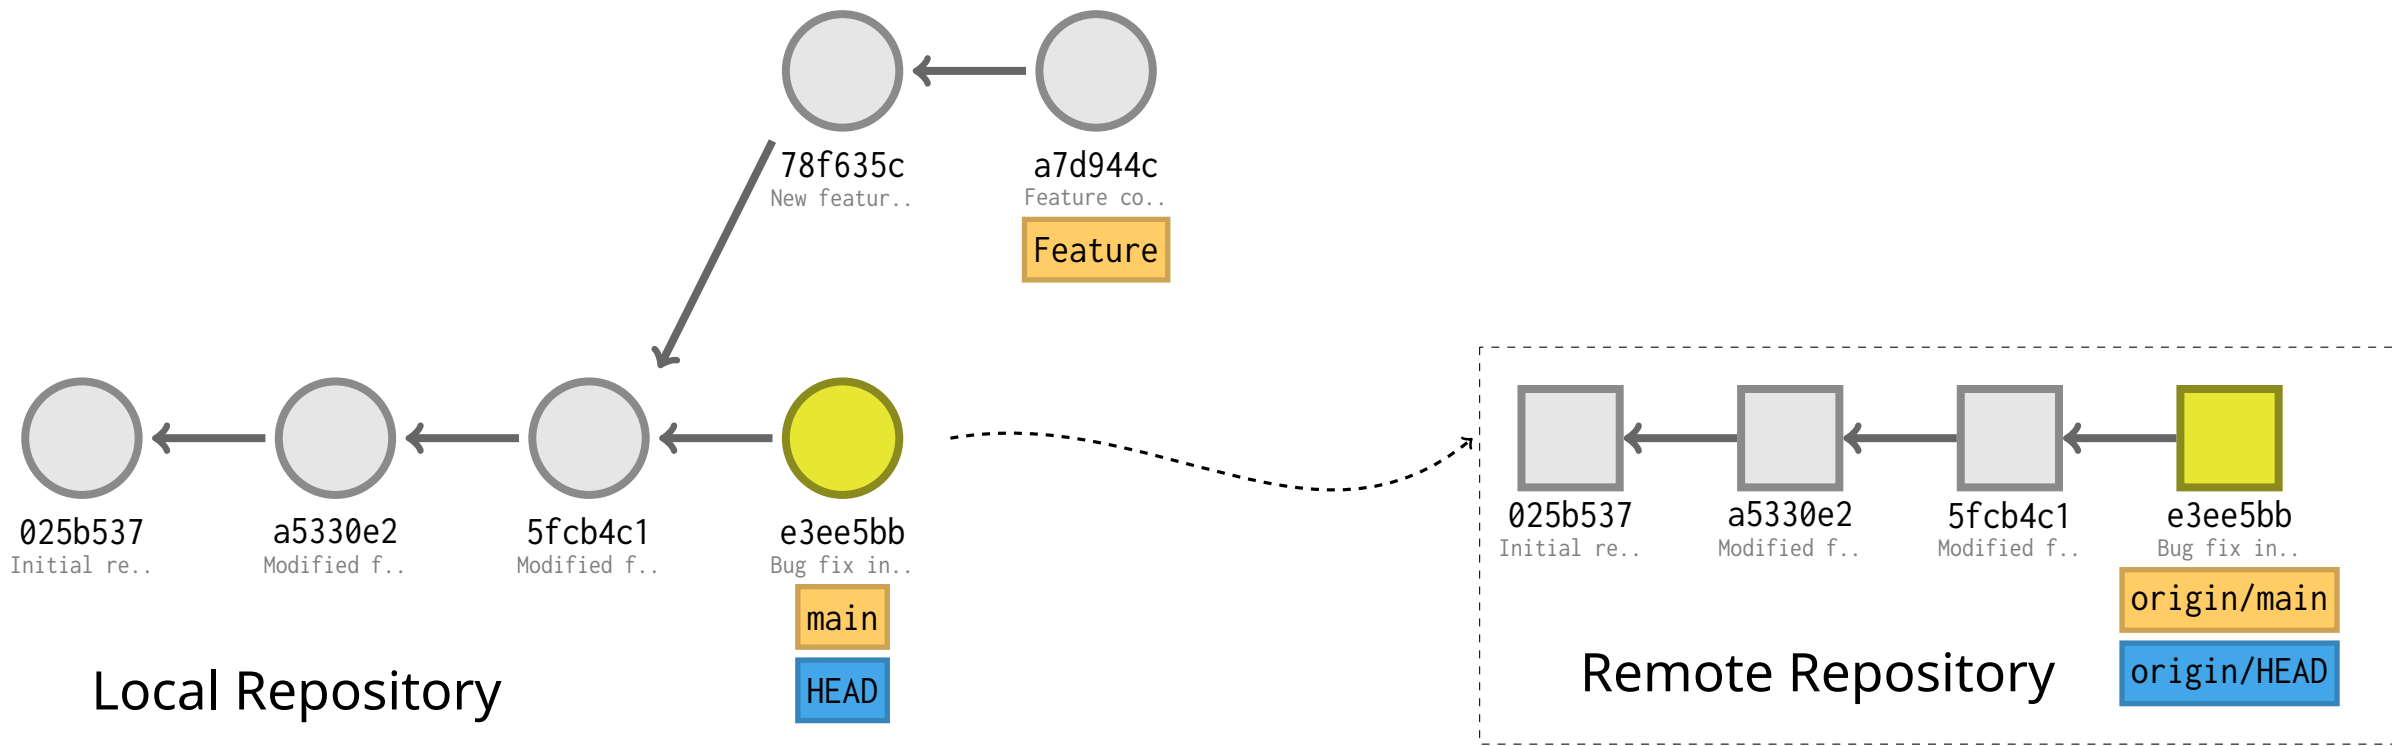 78f635c
New featur..
a7d944c
Feature co..
Feature
025b537
Initial re..
a5330e2
Modified f..
5fcb4c1
Modified f..
e3ee5bb
Bug fix in..
main
HEAD
Local Repository
025b537
Initial re..
a5330e2
Modified f..
5fcb4c1
Modified f..
e3ee5bb
Bug fix in..
origin/main
origin/HEAD
Remote Repository